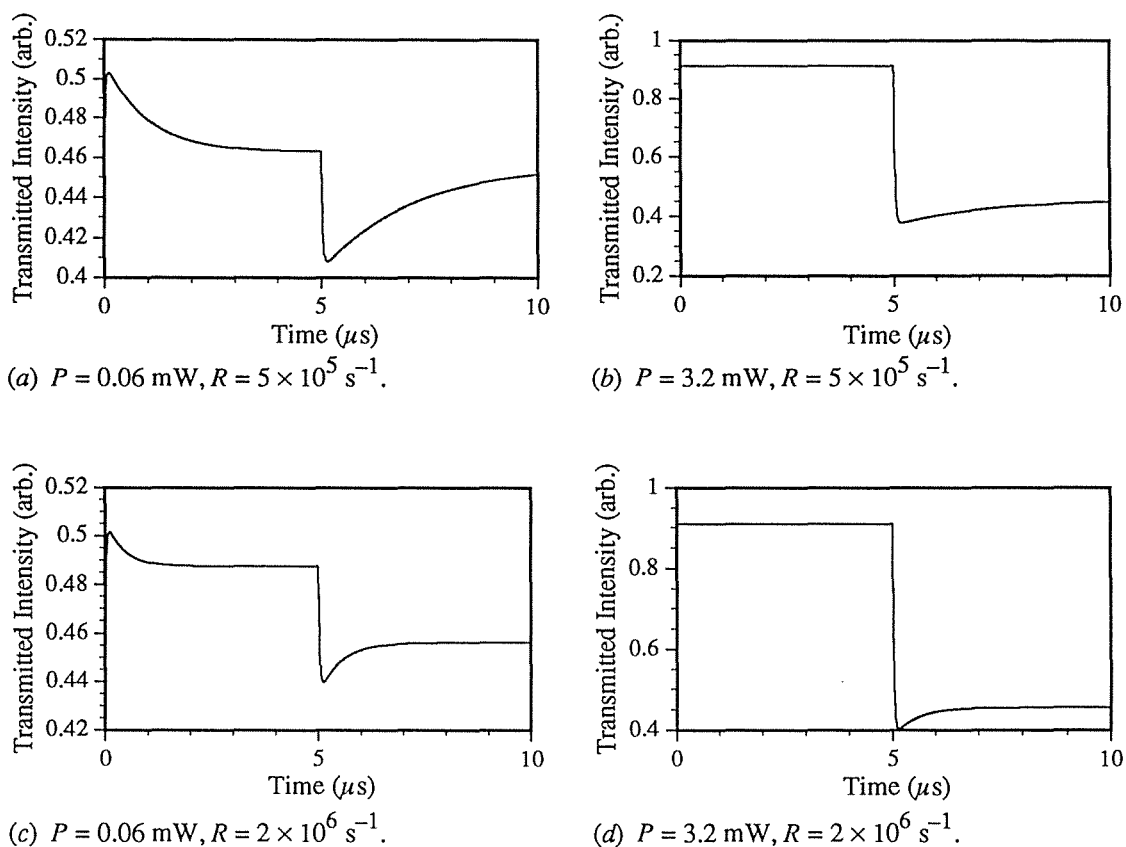 Transmitted Intensity (arb.)
0.52
0.5
0.48
0.46
0.44
0.42
0.4
0
5
10
Time (μs)
(a) P = 0.06 mW, R = 5 × 10⁵ s⁻¹.
Transmitted Intensity (arb.)
1
0.8
0.6
0.4
0.2
0
5
10
Time (μs)
(b) P = 3.2 mW, R = 5 × 10⁵ s⁻¹.
Transmitted Intensity (arb.)
0.52
0.5
0.48
0.46
0.44
0.42
0
5
10
Time (μs)
(c) P = 0.06 mW, R = 2 × 10⁶ s⁻¹.
Transmitted Intensity (arb.)
1
0.8
0.6
0.4
0
5
10
Time (μs)
(d) P = 3.2 mW, R = 2 × 10⁶ s⁻¹.